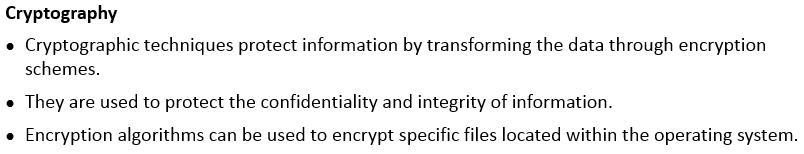 Cryptography
• Cryptographic techniques protect information by transforming the data through encryption
schemes.
• They are used to protect the confidentiality and integrity of information.
• Encryption algorithms can be used to encrypt specific files located within the operating system.